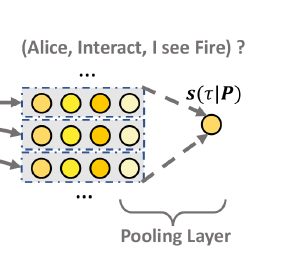 (Alice, Interact, I see Fire) ?
...
s(τ|P)
...
Pooling Layer